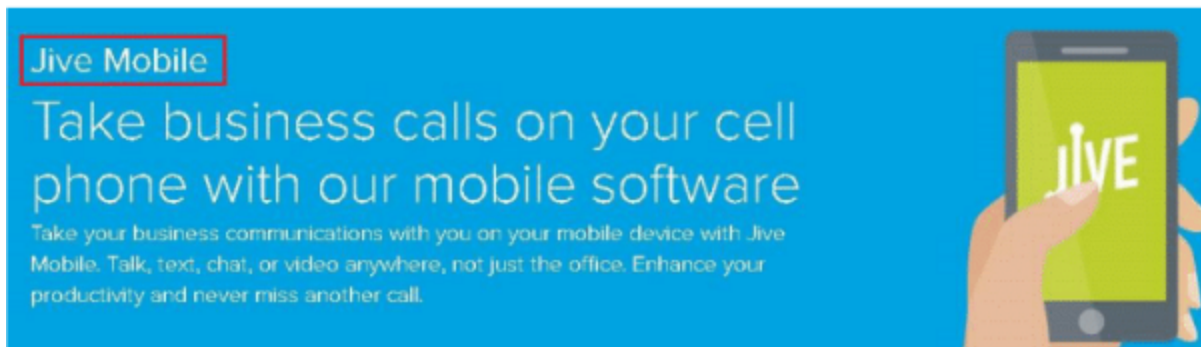 Jive Mobile
Take business calls on your cell
phone with our mobile software
Take your business communications with you on your mobile device with Jive
Mobile. Talk, text, chat, or video anywhere, not just the office. Enhance your
productivity and never miss another call.
JIVE